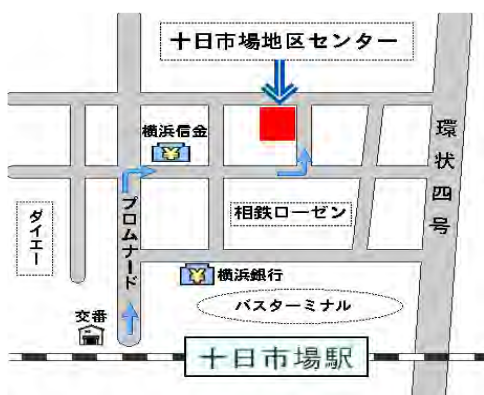 十日市場地区センター
横浜信金
環状四号
ダイエー
プロムナード
相鉄ローゼン
横浜銀行
バスターミナル
交番
十日市場駅